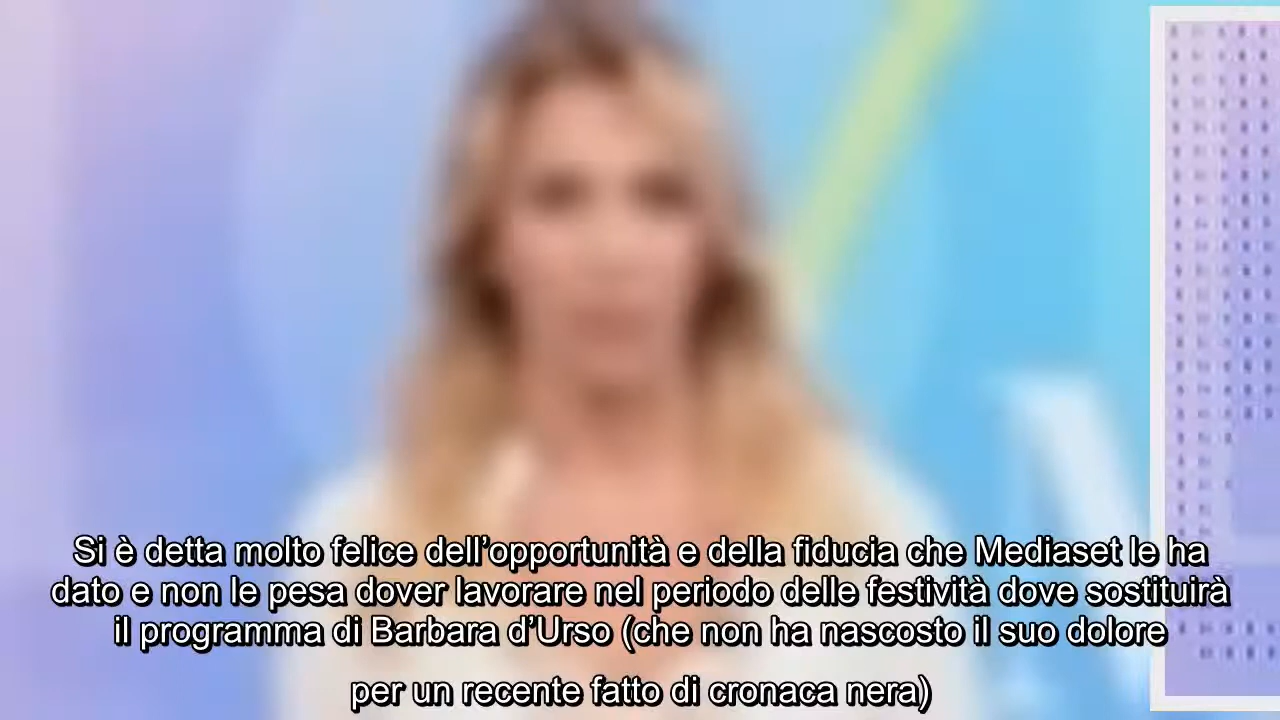 Si è detta molto felice dell’opportunità e della fiducia che Mediaset le ha
dato e non le pesa dover lavorare nel periodo delle festività dove sostituirà
il programma di Barbara d’Urso (che non ha nascosto il suo dolore
per un recente fatto di cronaca nera)